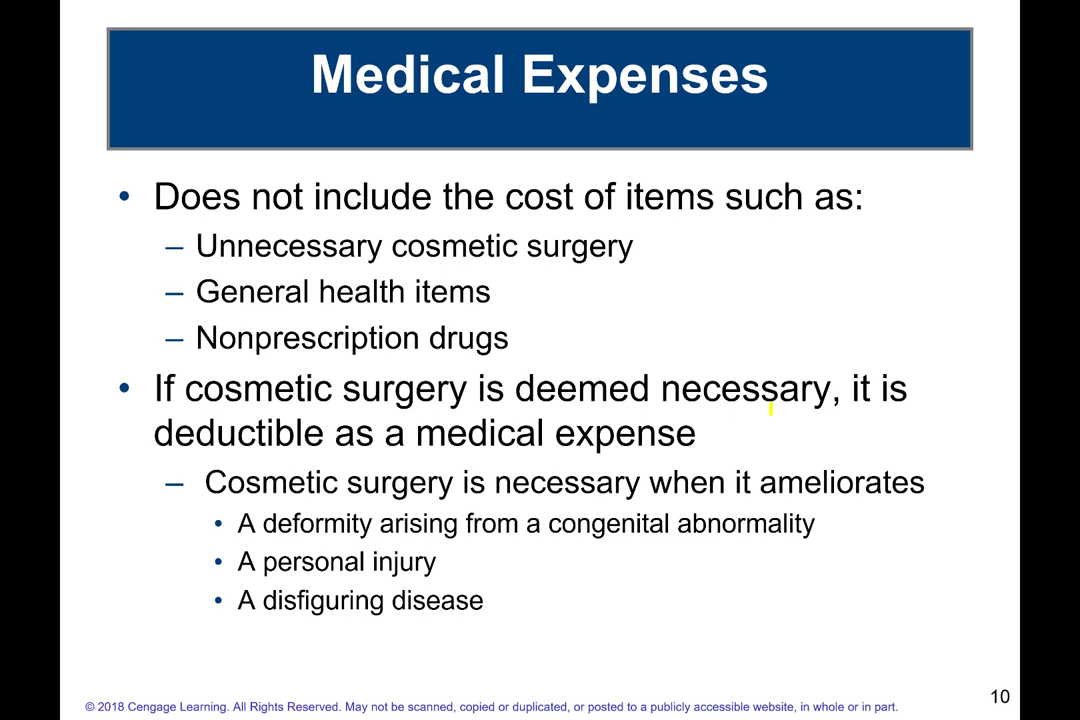 Medical Expenses
• Does not include the cost of items such as:
– Unnecessary cosmetic surgery
– General health items
– Nonprescription drugs
• If cosmetic surgery is deemed necessary, it is
deductible as a medical expense
– Cosmetic surgery is necessary when it ameliorates
• A deformity arising from a congenital abnormality
• A personal injury
• A disfiguring disease
10
© 2018 Cengage Learning. All Rights Reserved. May not be scanned, copied or duplicated, or posted to a publicly accessible website, in whole or in part.